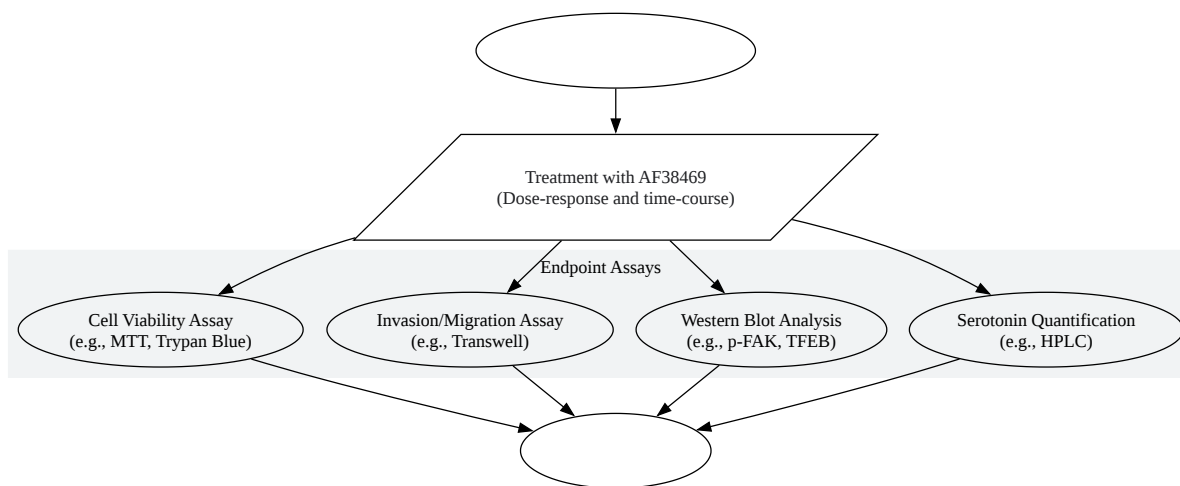 Treatment with AF38469
(Dose-response and time-course)
Endpoint Assays
Cell Viability Assay
(e.g., MTT, Trypan Blue)
Invasion/Migration Assay
(e.g., Transwell)
Western Blot Analysis
(e.g., p-FAK, TFEB)
Serotonin Quantification
(e.g., HPLC)